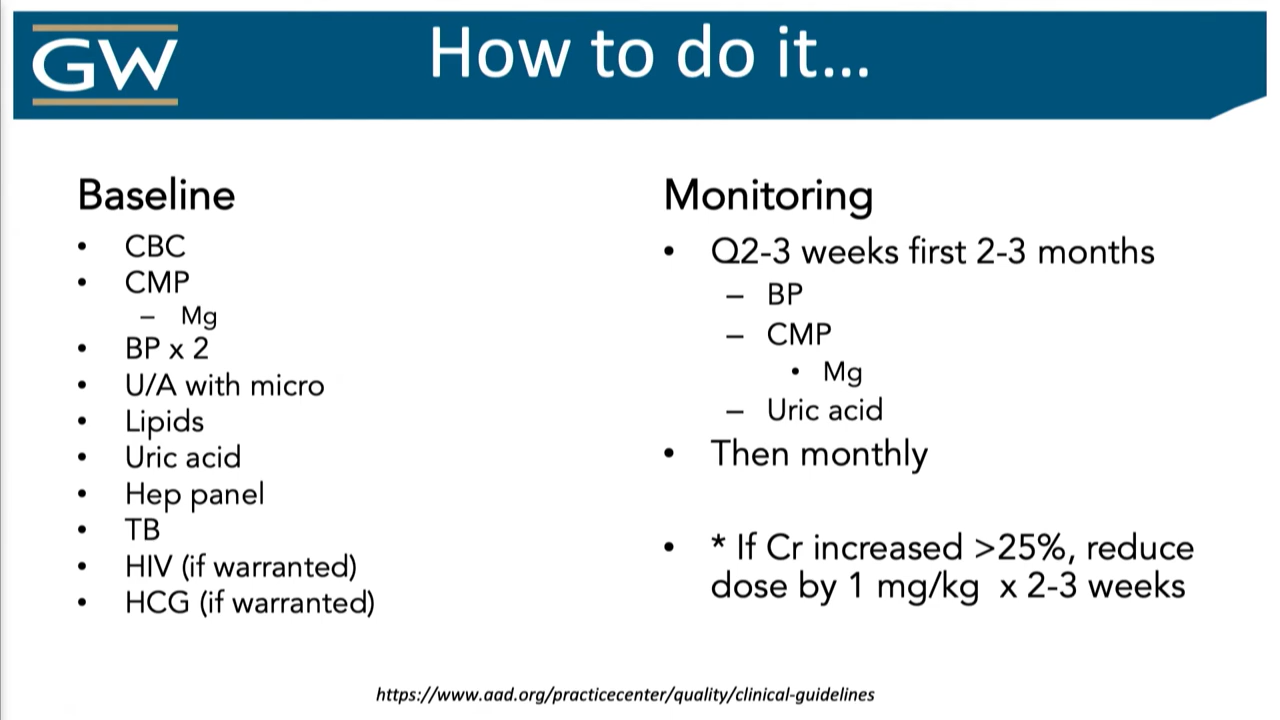 GW
How to do it...
Baseline
• CBC
• CMP
– Mg
• BP x 2
• U/A with micro
• Lipids
• Uric acid
• Hep panel
• TB
• HIV (if warranted)
• HCG (if warranted)
Monitoring
• Q2-3 weeks first 2-3 months
– BP
– CMP
• Mg
– Uric acid
• Then monthly
• * If Cr increased >25%, reduce
dose by 1 mg/kg x 2-3 weeks
https://www.aad.org/practicecenter/quality/clinical-guidelines